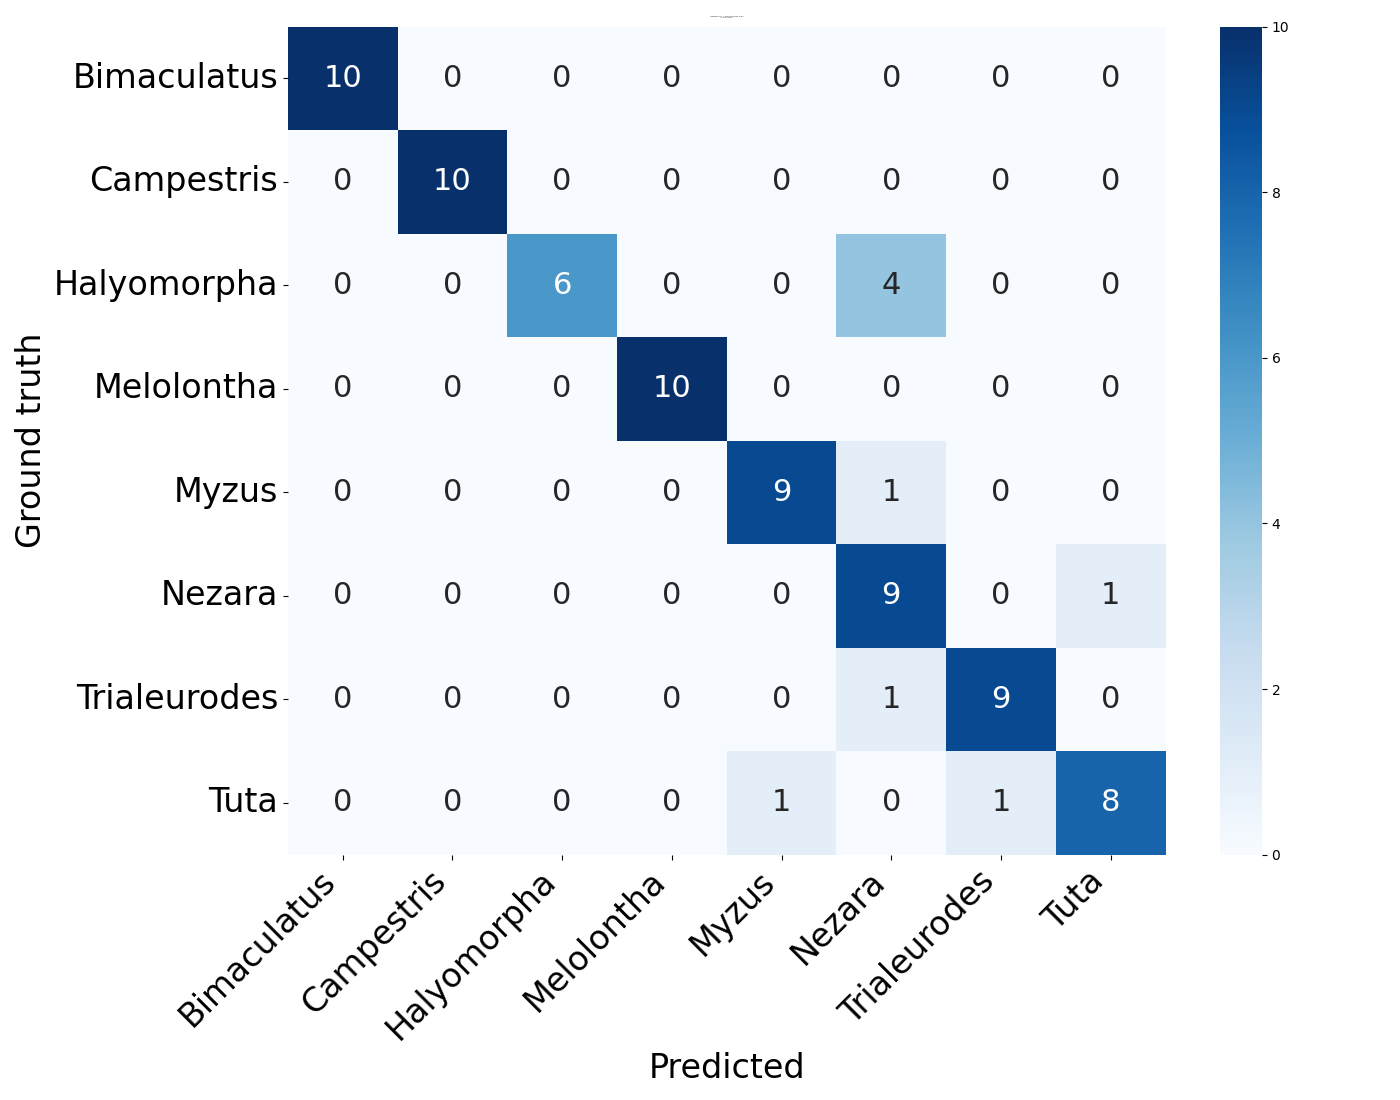 Bimaculatus 10 0 0 0 0 0 0 0
Campestris 0 10 0 0 0 0 0 0
Halyomorpha 0 0 6 0 0 4 0 0
Melolontha 0 0 0 10 0 0 0 0
Myzus 0 0 0 0 9 1 0 0
Nezara 0 0 0 0 0 9 0 1
Trialeurodes 0 0 0 0 0 1 9 0
Tuta 0 0 0 0 1 0 1 8
Ground truth
Bimaculatus Campestris Halyomorpha Melolontha Myzus Nezara Trialeurodes Tuta
Predicted
10
8
6
4
2
0